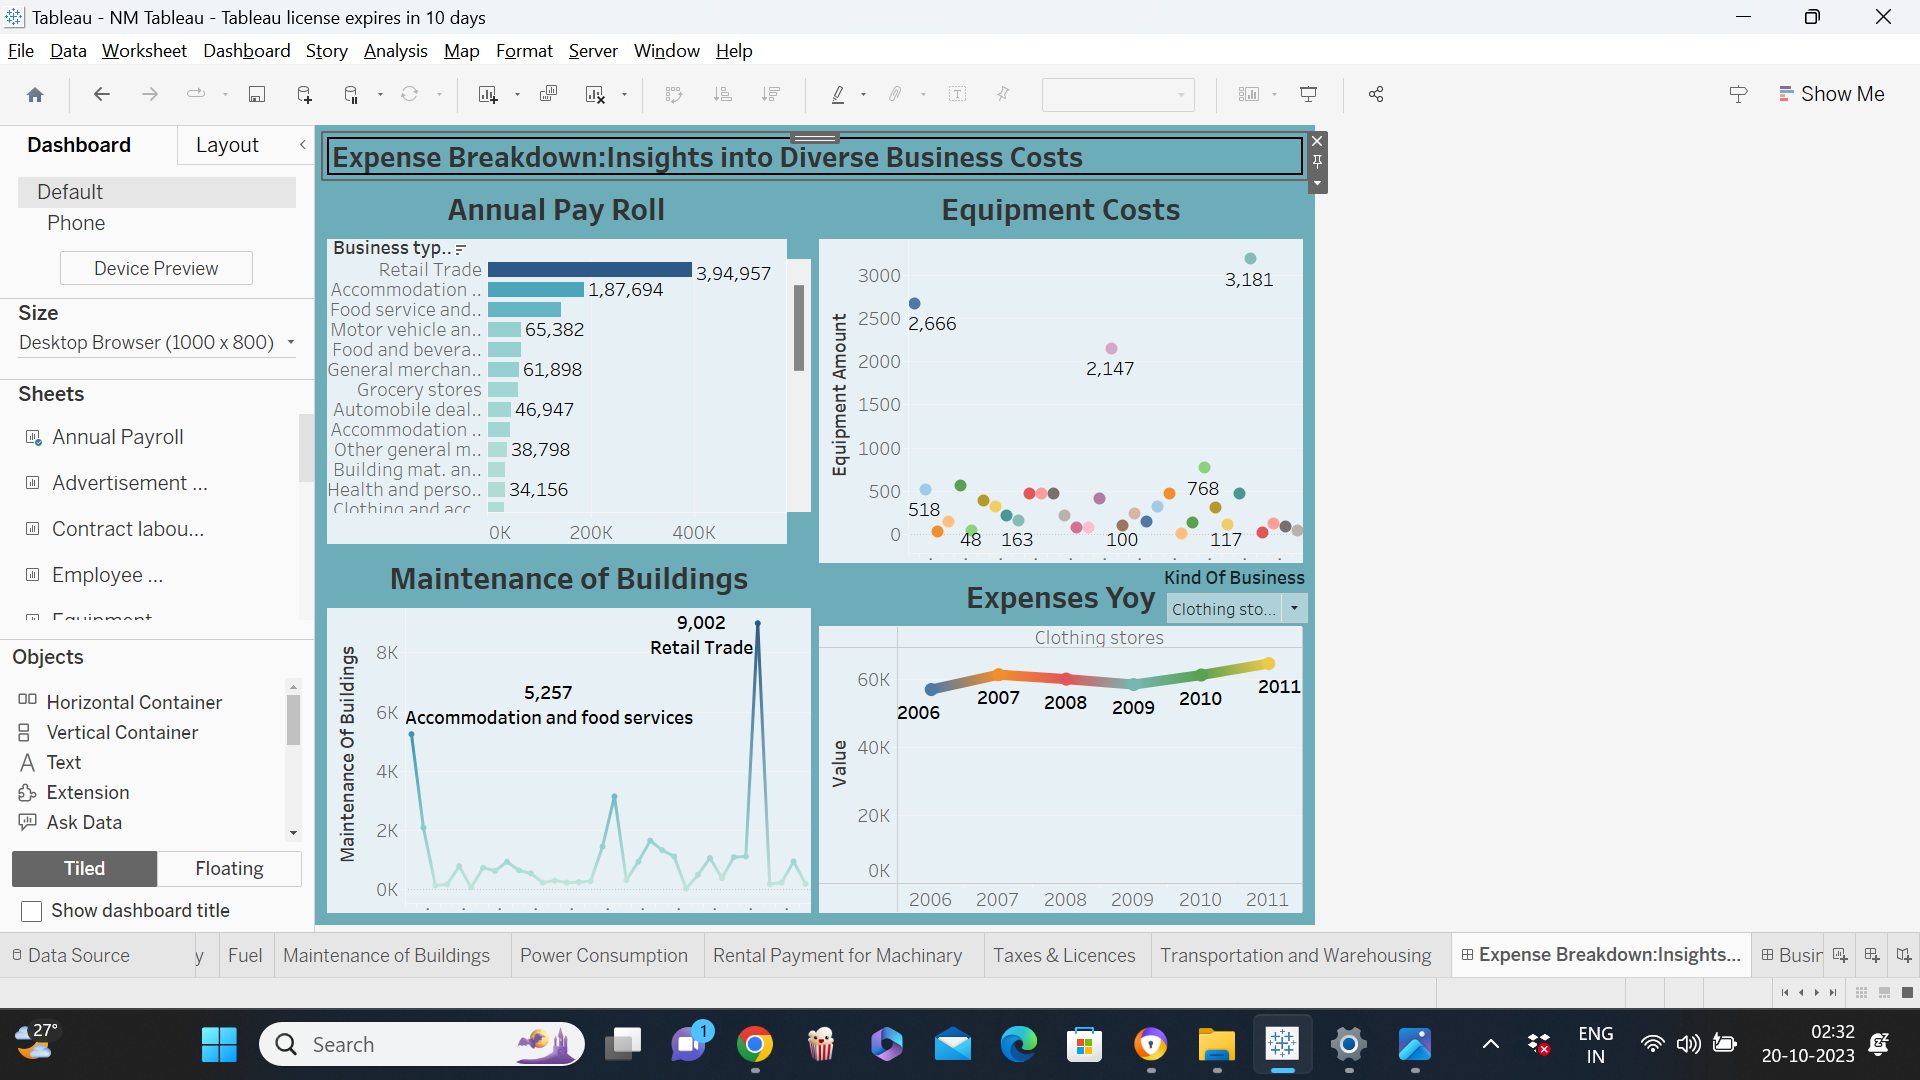 Tableau - NM Tableau - Tableau license expires in 10 days
File Data Worksheet Dashboard Story Analysis Map Format Server Window Help
Show Me
Dashboard Layout
Default
Phone
Device Preview
Size
Desktop Browser (1000 x 800)
Sheets
Annual Payroll
Advertisement ...
Contract labou...
Employee ...
Equipment
Objects
Horizontal Container
Vertical Container
Text
Extension
Ask Data
Tiled Floating
Show dashboard title
Expense Breakdown:Insights into Diverse Business Costs
Annual Pay Roll
Business typ..
Retail Trade 3,94,957
Accommodation .. 1,87,694
Food service and..
Motor vehicle an.. 65,382
Food and bevera..
General merchan.. 61,898
Grocery stores
Automobile deal.. 46,947
Accommodation ..
Other general m.. 38,798
Building mat. an..
Health and perso.. 34,156
Clothing and acc
0K 200K 400K
Equipment Costs
Equipment Amount
3000
2500
2000
1500
1000
500
0
3,181
2,666
2,147
768
518
48 163 100 117
Maintenance of Buildings
Maintenance Of Buildings
8K
6K
4K
2K
0K
9,002
Retail Trade
5,257
Accommodation and food services
Expenses Yoy
Kind Of Business
Clothing sto...
Clothing stores
Value
60K
40K
20K
0K
2006 2007 2008 2009 2010 2011
2006 2007 2008 2009 2010 2011
Data Source y Fuel Maintenance of Buildings Power Consumption Rental Payment for Machinary Taxes & Licences Transportation and Warehousing Expense Breakdown:Insights... Busir
27°
Search
1
ENG
IN
02:32
20-10-2023